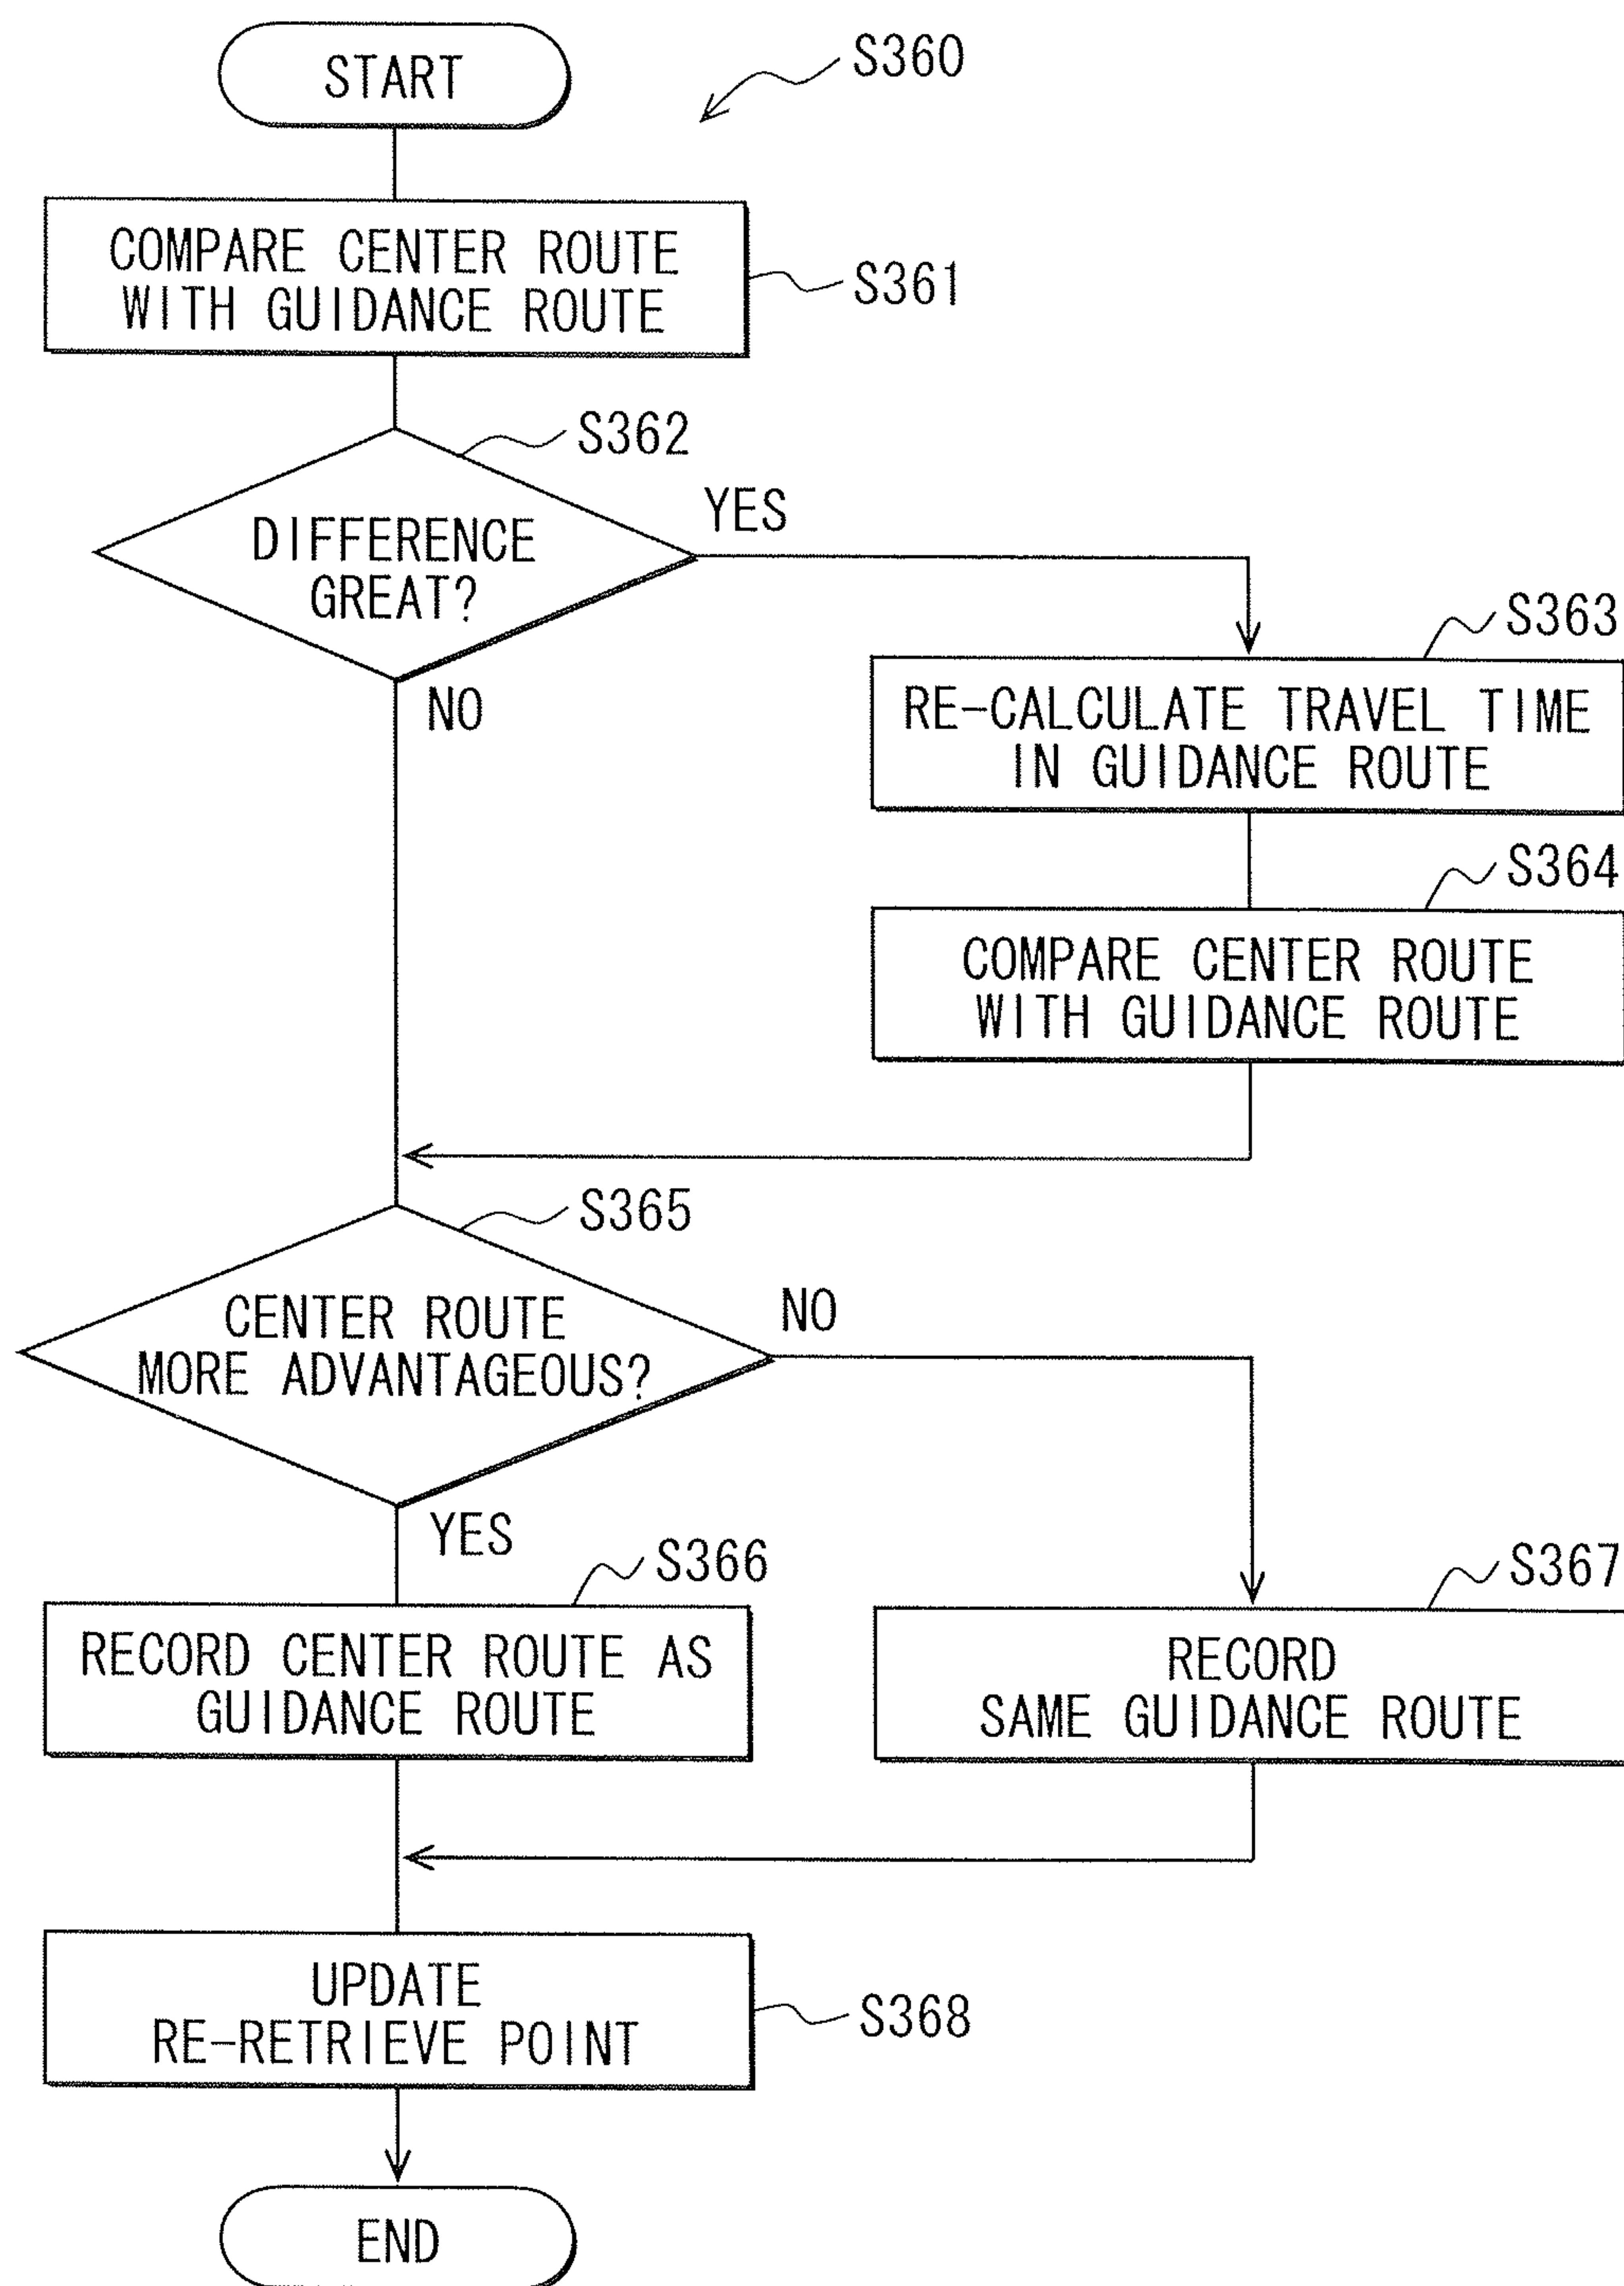 START
S360
COMPARE CENTER ROUTE
WITH GUIDANCE ROUTE
S361
S362
DIFFERENCE
GREAT?
YES
NO
S363
RE-CALCULATE TRAVEL TIME
IN GUIDANCE ROUTE
S364
COMPARE CENTER ROUTE
WITH GUIDANCE ROUTE
S365
CENTER ROUTE
MORE ADVANTAGEOUS?
NO
YES
S366
RECORD CENTER ROUTE AS
GUIDANCE ROUTE
S367
RECORD
SAME GUIDANCE ROUTE
UPDATE
RE-RETRIEVE POINT
S368
END